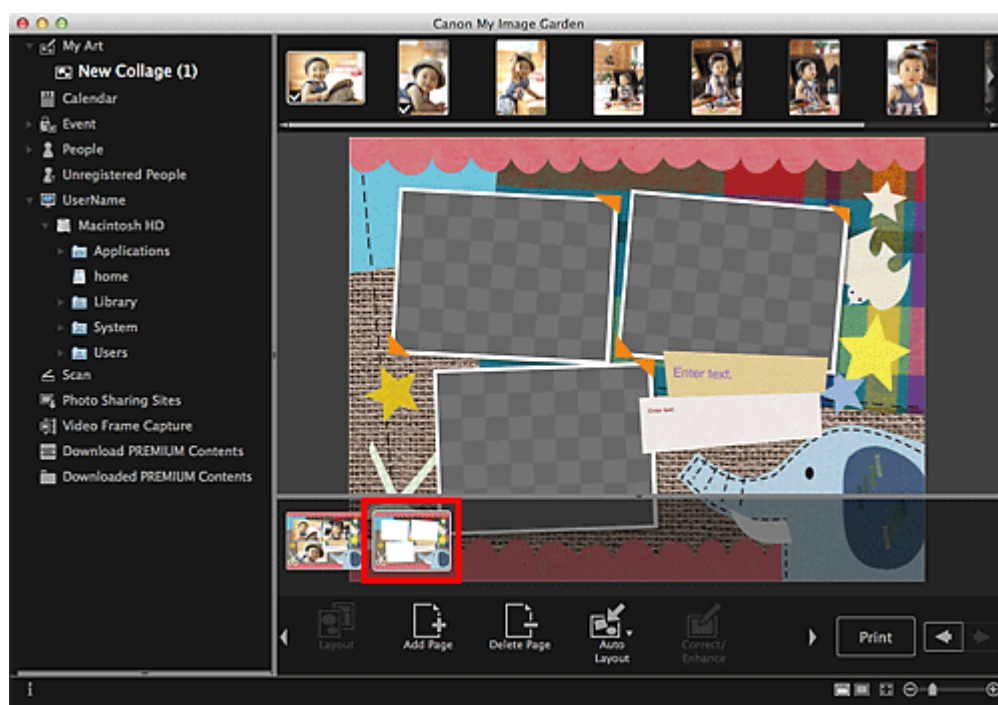 Canon My Image Garden
My Art
New Collage (1)
Calendar
Event
People
Unregistered People
UserName
Macintosh HD
Applications
home
Library
System
Users
Scan
Photo Sharing Sites
Video Frame Capture
Download PREMIUM Contents
Downloaded PREMIUM Contents
Enter text.
Enter text.
Layout
Add Page
Delete Page
Auto
Layout
Correct/
Enhance
Print